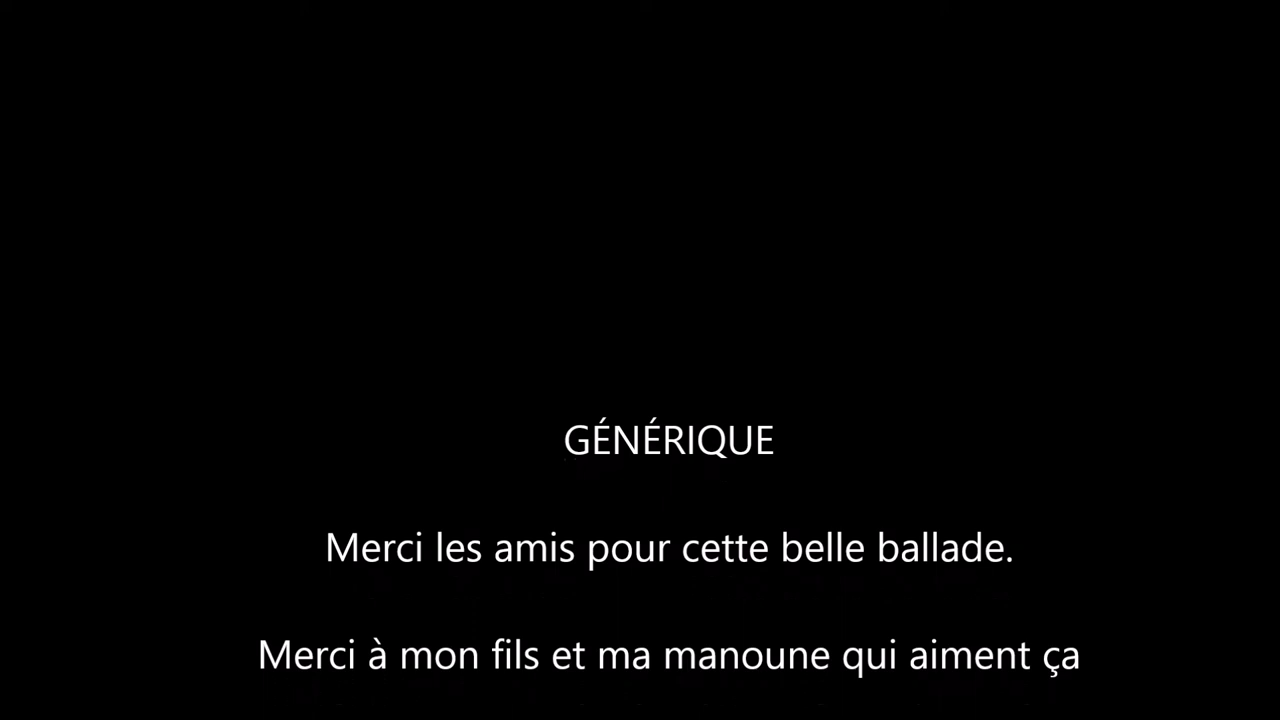 GÉNÉRIQUE
Merci les amis pour cette belle ballade.
Merci à mon fils et ma manoune qui aiment ça